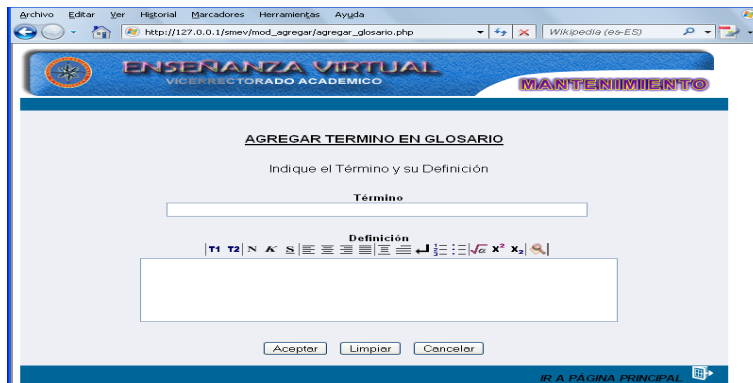 Archivo Editar Ver Historial Marcadores Herramientas Ayuda
http://127.0.0.1/smev/mod_agregar/agregar_glosario.php Wikipedia (es-ES)
ENSEÑANZA VIRTUAL
VICERRECTORADO ACADEMICO
MANTENIMIENTO
AGREGAR TERMINO EN GLOSARIO
Indique el Término y su Definición
Término
Definición
T1 T2 N K S √α X² X₂
Aceptar Limpiar Cancelar
IR A PÁGINA PRINCIPAL